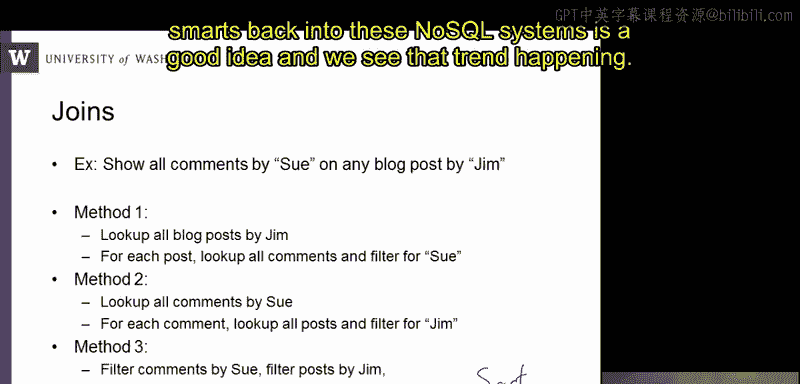 GPT中英字幕课程资源@bilibili.com
smarts back into these NoSQL systems is a
good idea and we see that trend happening.
W UNIVERSITY of WASH
Joins
• Ex: Show all comments by “Sue” on any blog post by “Jim”
• Method 1:
– Lookup all blog posts by Jim
– For each post, lookup all comments and filter for “Sue”
• Method 2:
– Lookup all comments by Sue
– For each comment, lookup all posts and filter for “Jim”
• Method 3:
– Filter comments by Sue, filter posts by Jim,
Sort